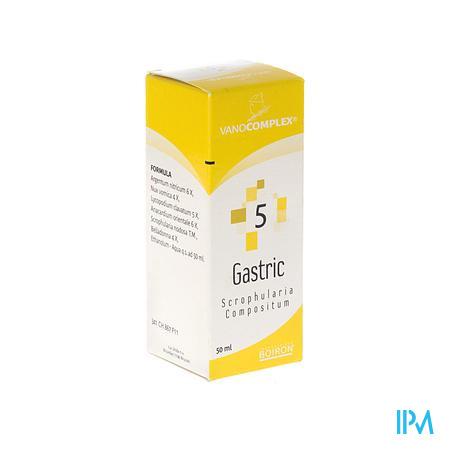 VANOCOMPLEX®
5
Gastric
Scrophularia
Compositum
50 ml
BOIRON
FORMULA
Argentum nitricum 6 X,
Nux vomica 4 X,
Lycopodium clavatum 5 X,
Anacardium orientale 6 X,
Scrophularia nodosa T.M.,
Belladonna 4 X,
Ethanolum - Aqua q.s. ad 50 ml.
IPM